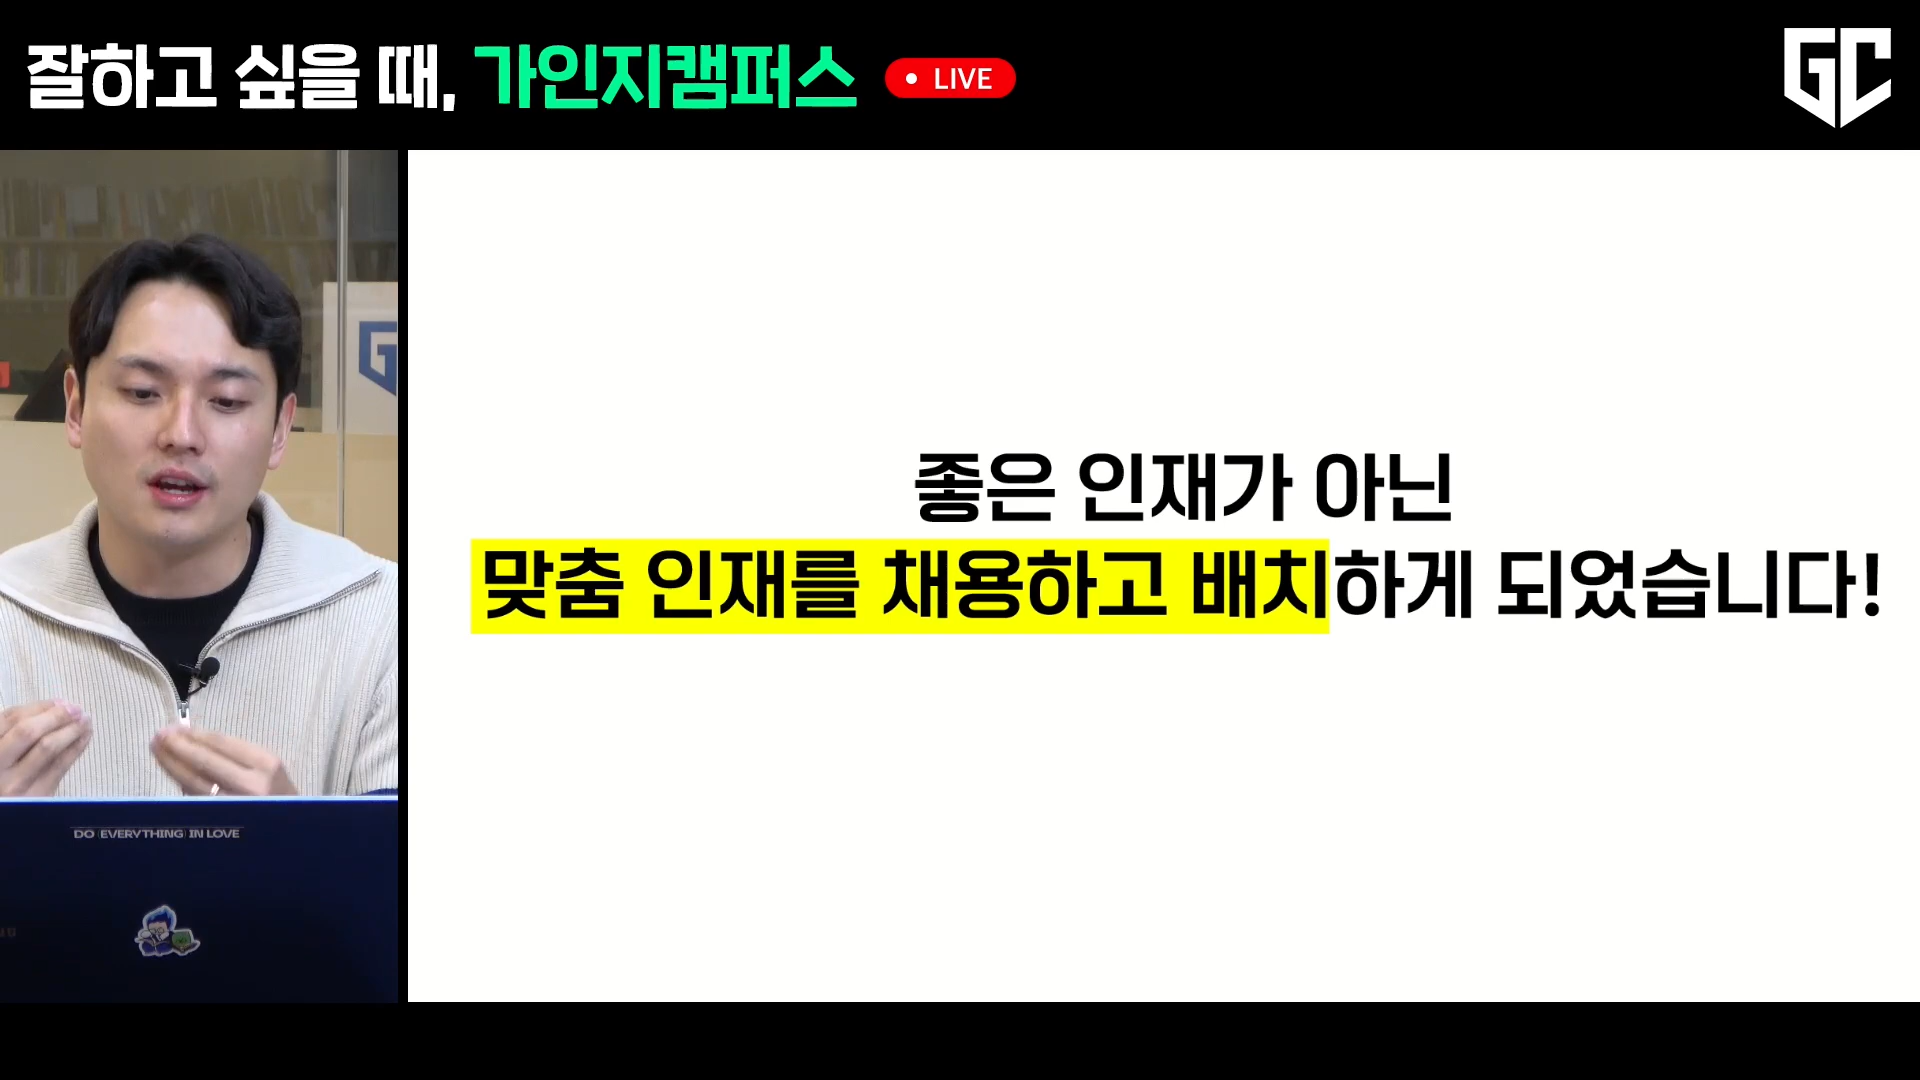 잘하고 싶을 때, 가인지캠퍼스
LIVE
GC
좋은 인재가 아닌
맞춤 인재를 채용하고 배치하게 되었습니다!
DO EVERYTHING IN LOVE